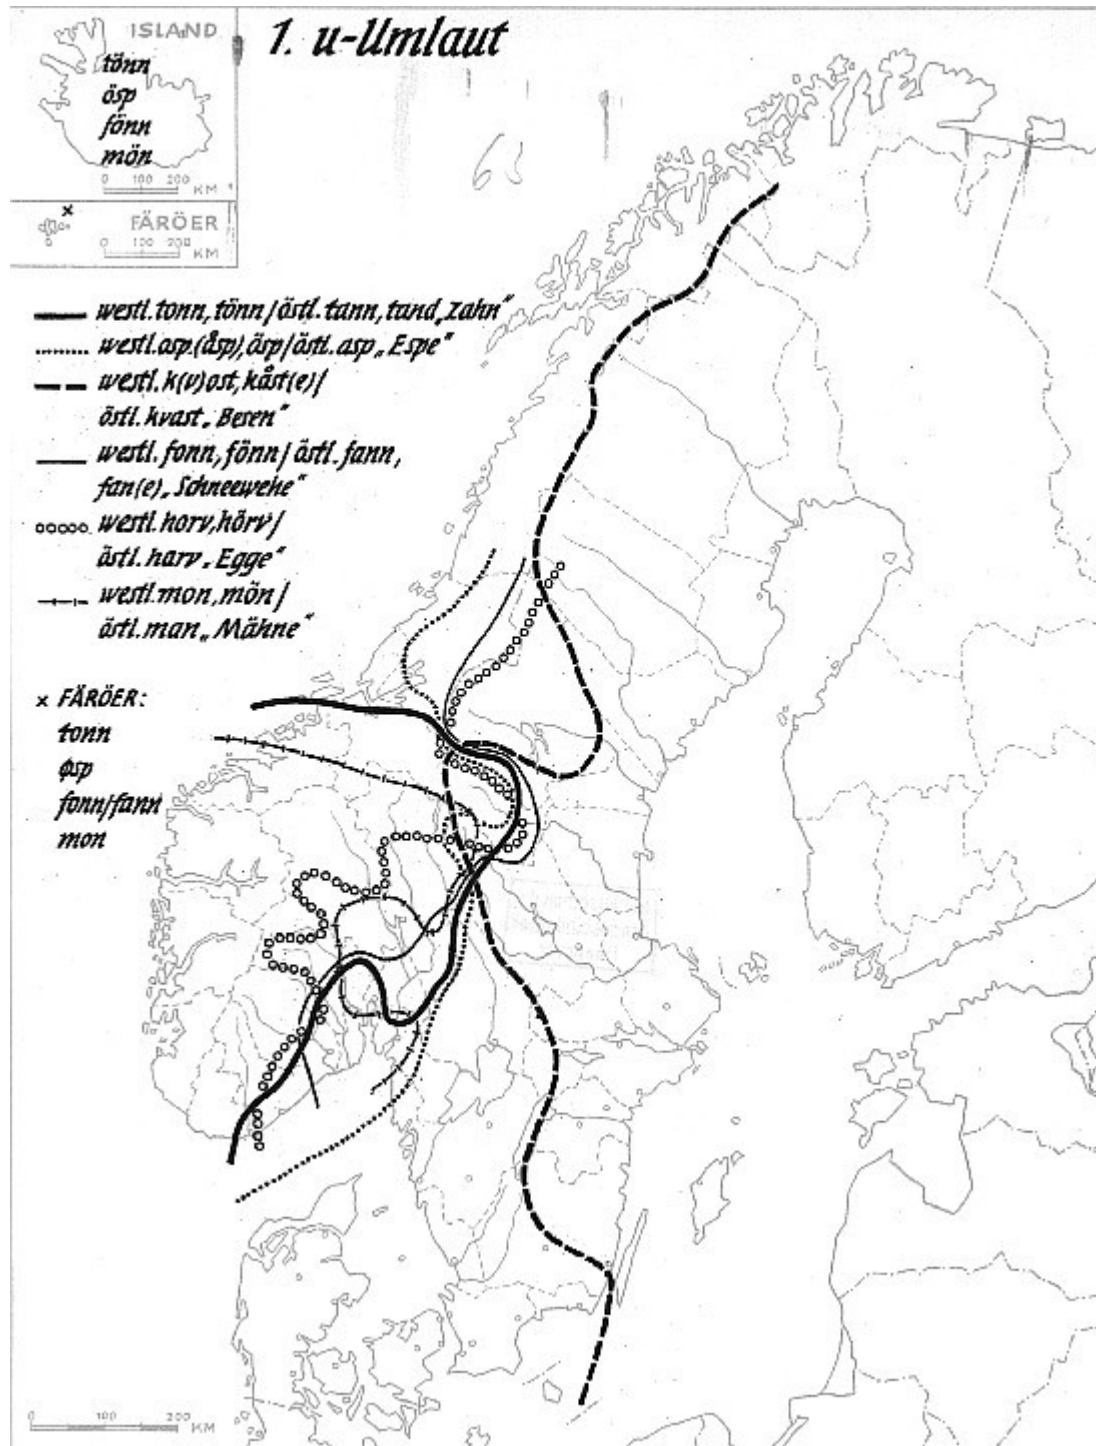 ISLAND
tönn
ösp
fönn
mön
0 100 200 KM
1. u-Umlaut
62
FÄRÖER
0 100 200 KM
westl. tonn, tönn / östl. tann, tand „Zahn“
westl. osp (åsp), ösp / östl. asp „Espe“
westl. k(v)ost, kåst(e) /
östl. kvast „Besen“
westl. fonn, fönn / östl. fann,
fan(e) „Schneewehe“
westl. horv, hörv /
östl. harv „Egge“
westl. mon, mön /
östl. man „Mähne“
x FÄRÖER:
tonn
øsp
fonn/fann
mon
0 100 200 KM